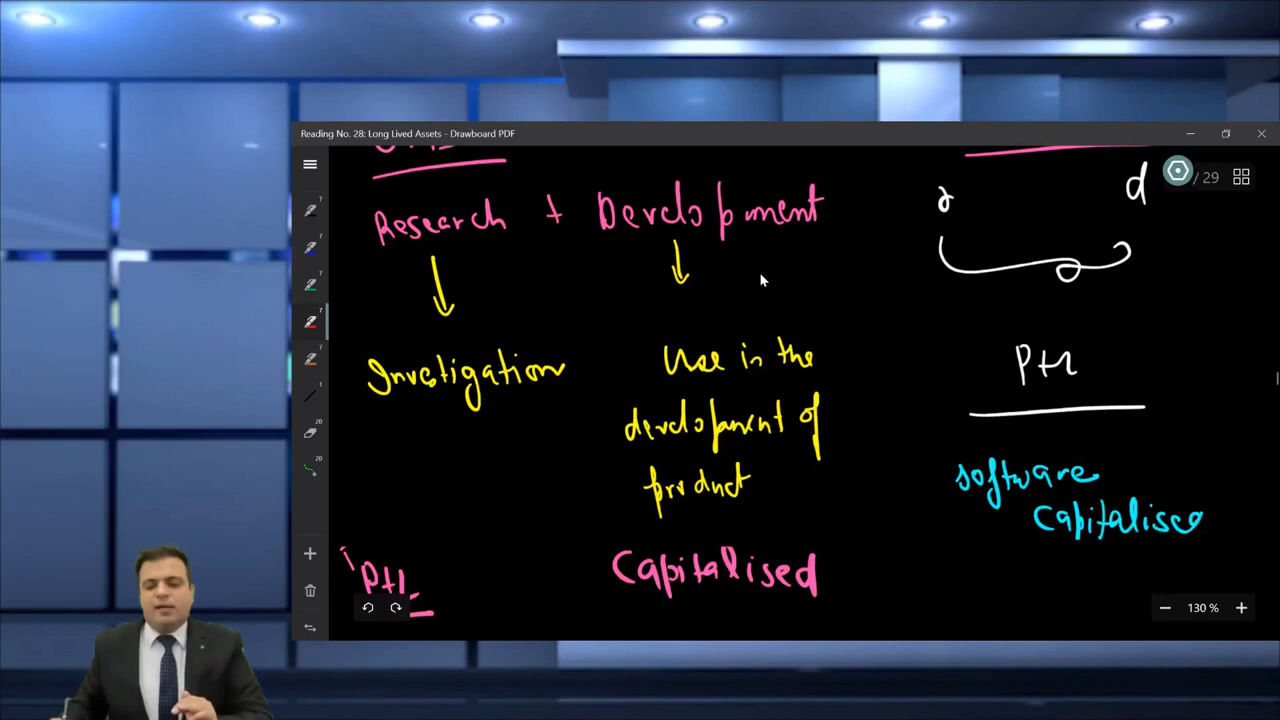 Reading No. 28: Long Lived Assets - Drawboard PDF
/ 29
Research + Development
r d
Investigation
Use in the
development of
product
P&L
software
Capitalised
P&L
Capitalised
130 %